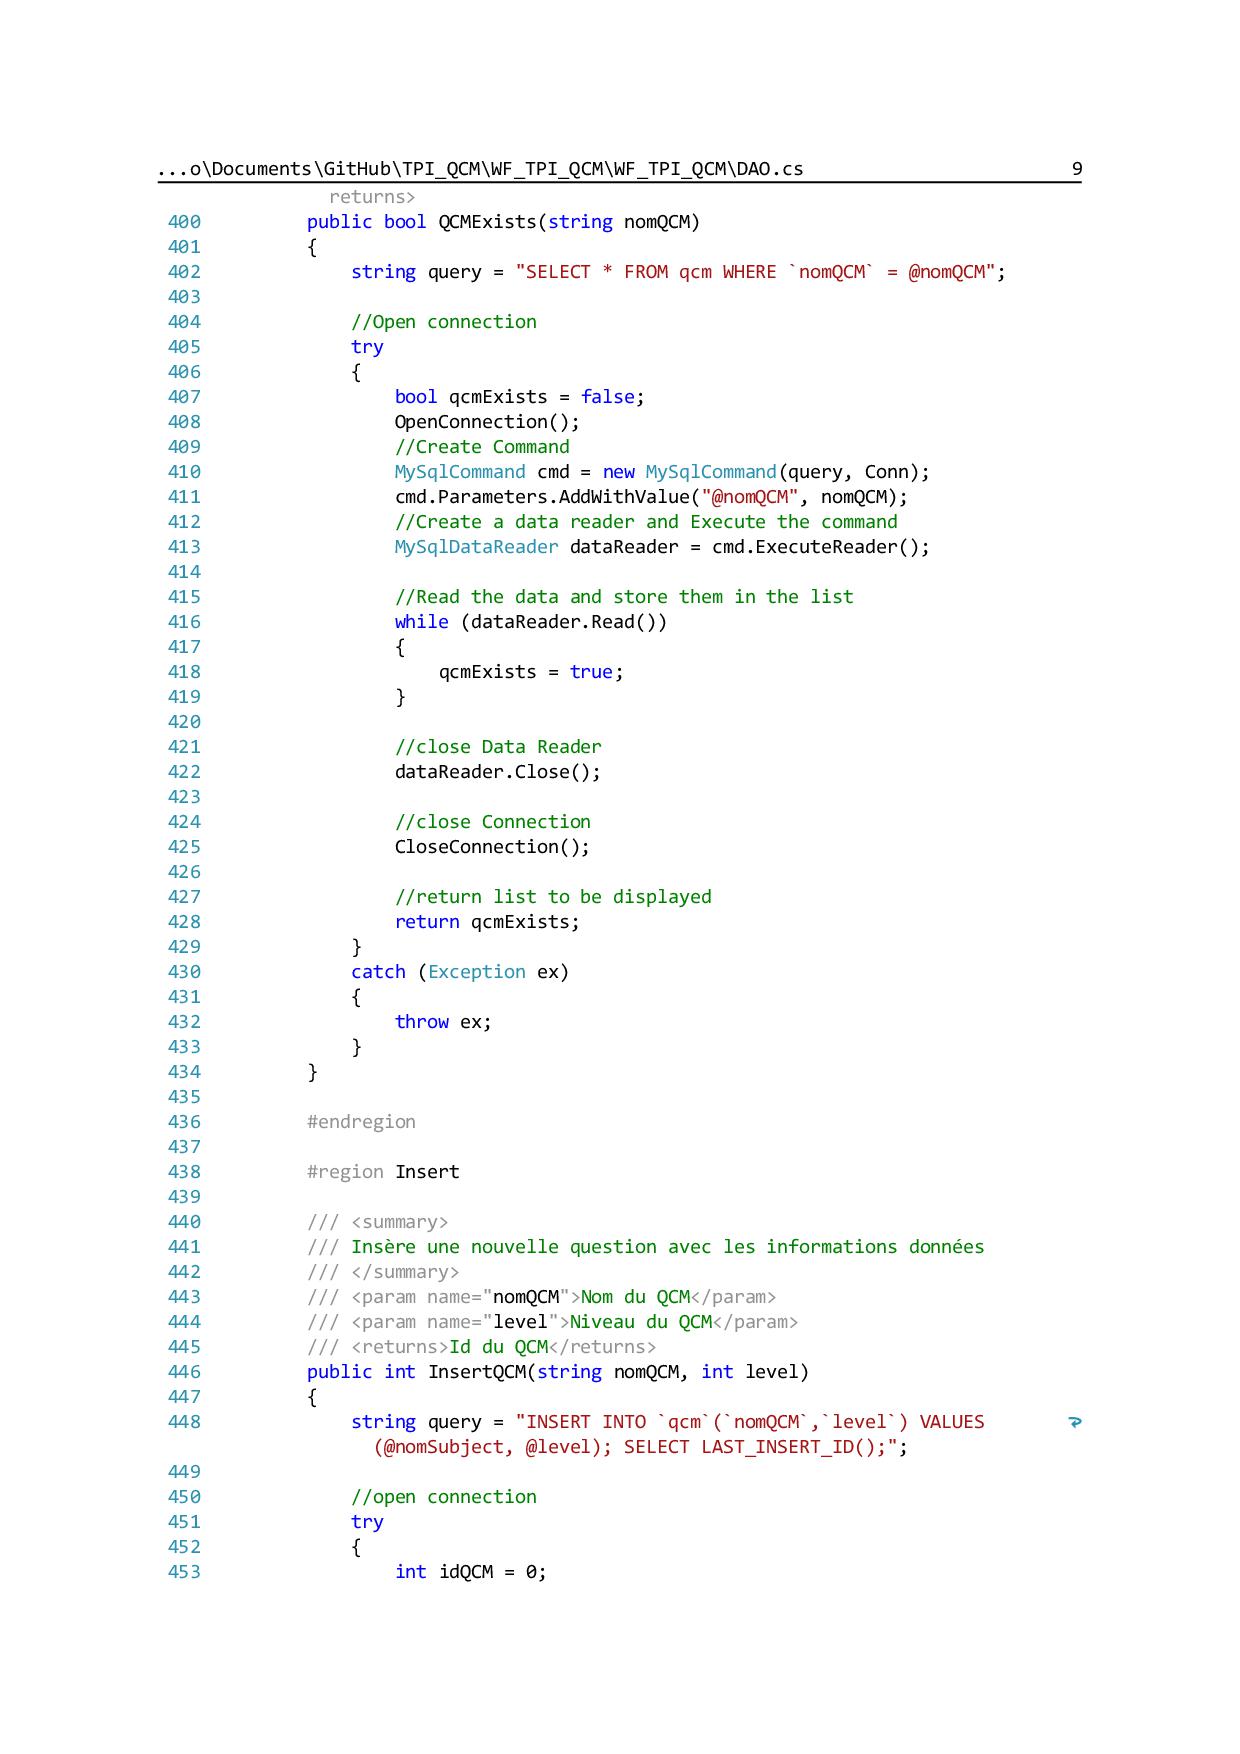 ...o\Documents\GitHub\TPI_QCM\WF_TPI_QCM\WF_TPI_QCM\DAO.cs 9
returns>
400 public bool QCMExists(string nomQCM)
401 {
402 string query = "SELECT * FROM qcm WHERE `nomQCM` = @nomQCM";
403
404 //Open connection
405 try
406 {
407 bool qcmExists = false;
408 OpenConnection();
409 //Create Command
410 MySqlCommand cmd = new MySqlCommand(query, Conn);
411 cmd.Parameters.AddWithValue("@nomQCM", nomQCM);
412 //Create a data reader and Execute the command
413 MySqlDataReader dataReader = cmd.ExecuteReader();
414
415 //Read the data and store them in the list
416 while (dataReader.Read())
417 {
418 qcmExists = true;
419 }
420
421 //close Data Reader
422 dataReader.Close();
423
424 //close Connection
425 CloseConnection();
426
427 //return list to be displayed
428 return qcmExists;
429 }
430 catch (Exception ex)
431 {
432 throw ex;
433 }
434 }
435
436 #endregion
437
438 #region Insert
439
440 /// <summary>
441 /// Insère une nouvelle question avec les informations données
442 /// </summary>
443 /// <param name="nomQCM">Nom du QCM</param>
444 /// <param name="level">Niveau du QCM</param>
445 /// <returns>Id du QCM</returns>
446 public int InsertQCM(string nomQCM, int level)
447 {
448 string query = "INSERT INTO `qcm`(`nomQCM`,`level`) VALUES
(@nomSubject, @level); SELECT LAST_INSERT_ID();";
449
450 //open connection
451 try
452 {
453 int idQCM = 0;